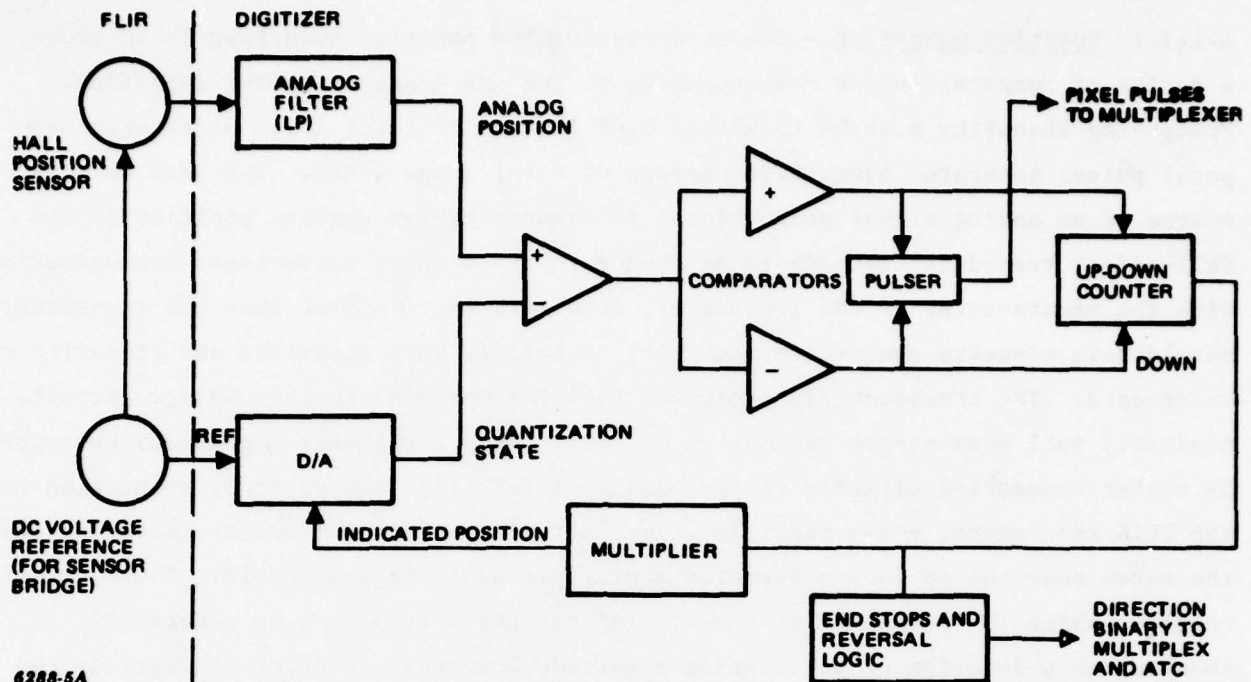 FLIR
DIGITIZER
ANALOG
FILTER
(LP)
ANALOG
POSITION
PIXEL PULSES
TO MULTIPLEXER
HALL
POSITION
SENSOR
+
+
−
COMPARATORS
PULSER
UP-DOWN
COUNTER
−
DOWN
REF
D/A
QUANTIZATION
STATE
DC VOLTAGE
REFERENCE
(FOR SENSOR
BRIDGE)
INDICATED POSITION
MULTIPLIER
END STOPS AND
REVERSAL
LOGIC
DIRECTION
BINARY TO
MULTIPLEX
AND ATC
6288-5A